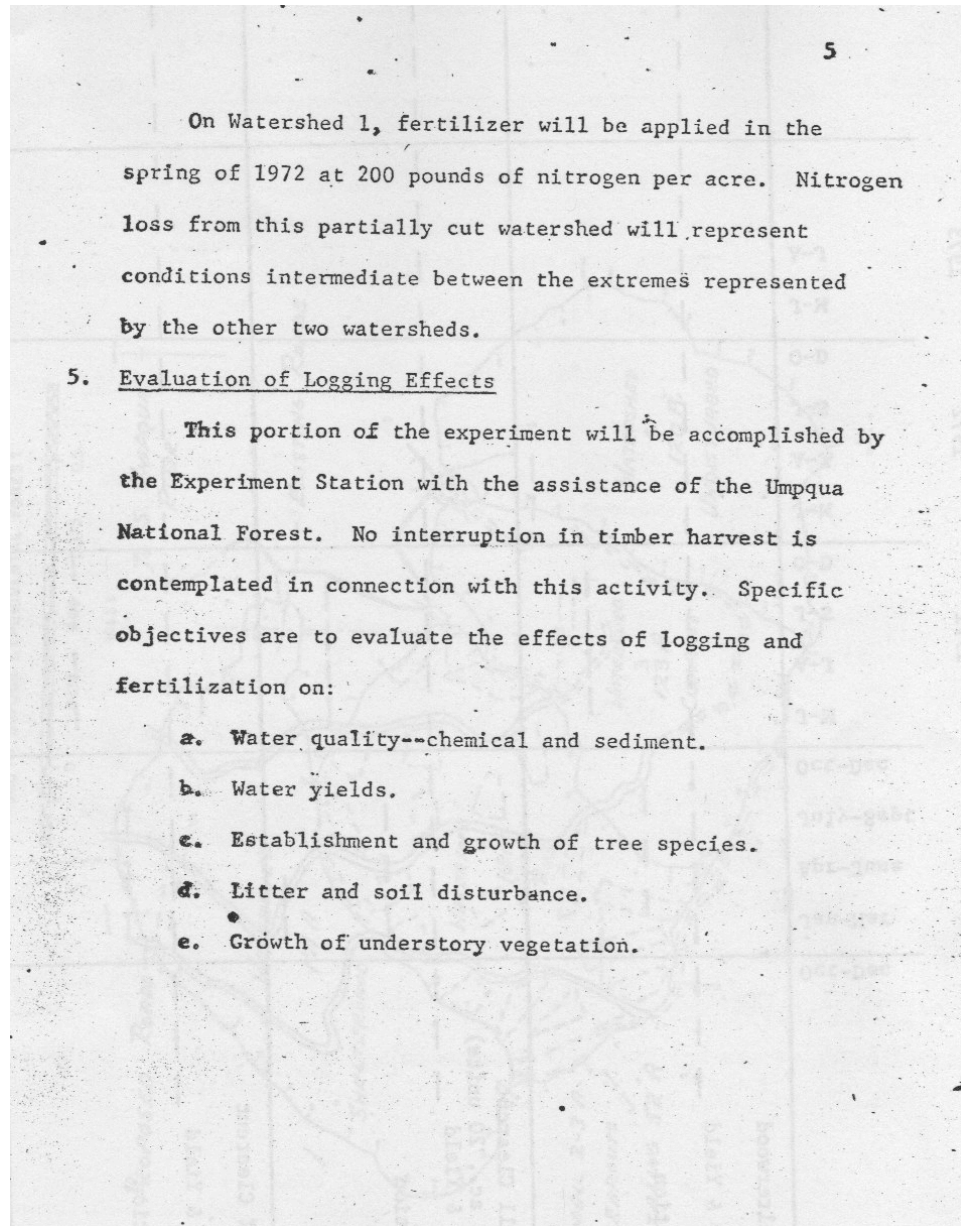 5
On Watershed 1, fertilizer will be applied in the
spring of 1972 at 200 pounds of nitrogen per acre. Nitrogen
loss from this partially cut watershed will represent
conditions intermediate between the extremes represented
by the other two watersheds.
5. Evaluation of Logging Effects
This portion of the experiment will be accomplished by
the Experiment Station with the assistance of the Umpqua
National Forest. No interruption in timber harvest is
contemplated in connection with this activity. Specific
objectives are to evaluate the effects of logging and
fertilization on:
a. Water quality--chemical and sediment.
b. Water yields.
c. Establishment and growth of tree species.
d. Litter and soil disturbance.
e. Growth of understory vegetation.